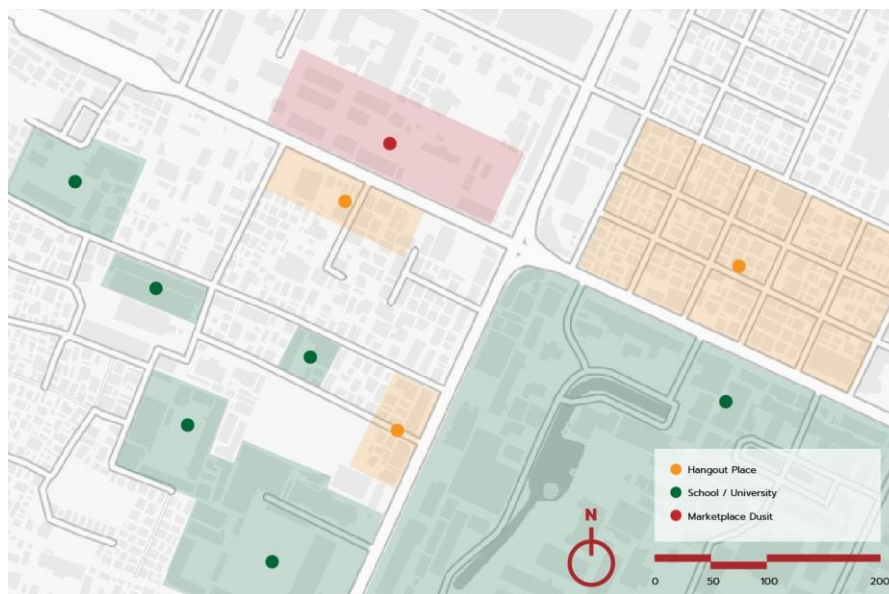 Hangout Place
School / University
Marketplace Dusit
N
0 50 100 200